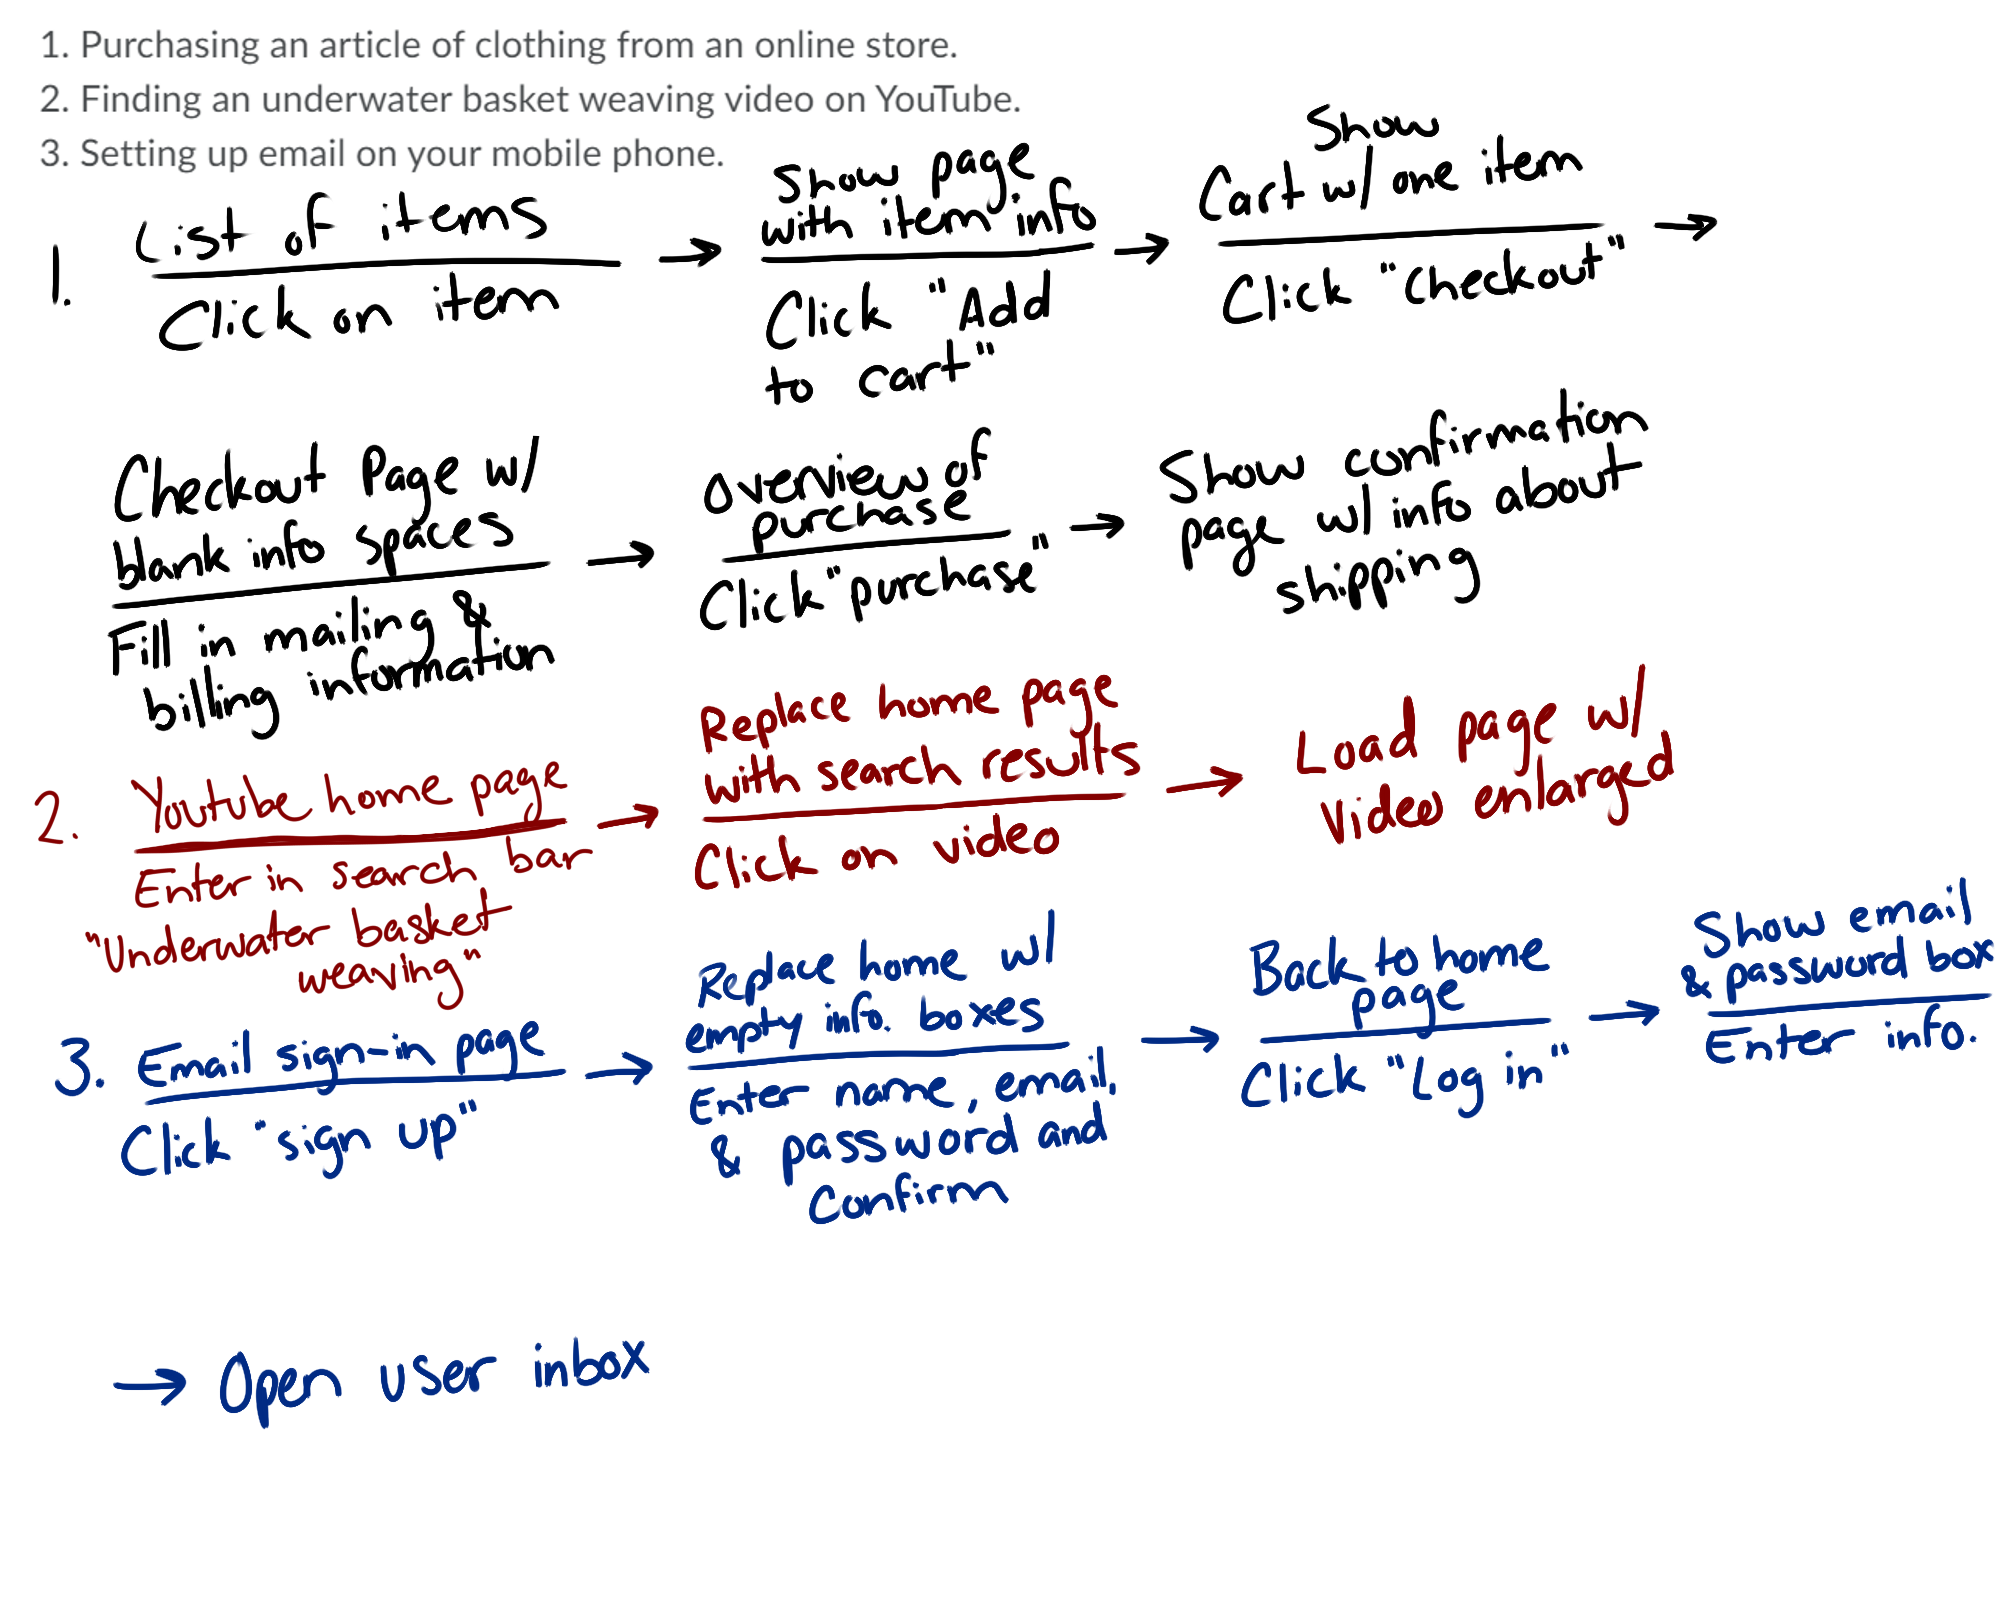 1. Purchasing an article of clothing from an online store.
2. Finding an underwater basket weaving video on YouTube.
3. Setting up email on your mobile phone.
1.
List of items
Click on item
→
Show page
with item info
Click "Add
to cart"
→
Show
Cart w/ one item
Click "Checkout"
→
Checkout Page w/
blank info spaces
Fill in mailing &
billing information
→
Overview of
purchase
Click "purchase"
→
Show confirmation
page w/ info about
shipping
2.
Youtube home page
Enter in search bar
"Underwater basket
weaving"
→
Replace home page
with search results
Click on video
→
Load page w/
Video enlarged
3.
Email sign-in page
Click "sign up"
→
Replace home w/
empty info. boxes
Enter name, email,
& password and
Confirm
→
Back to home
page
Click "Log in"
→
Show email
& password box
Enter info.
→ Open user inbox